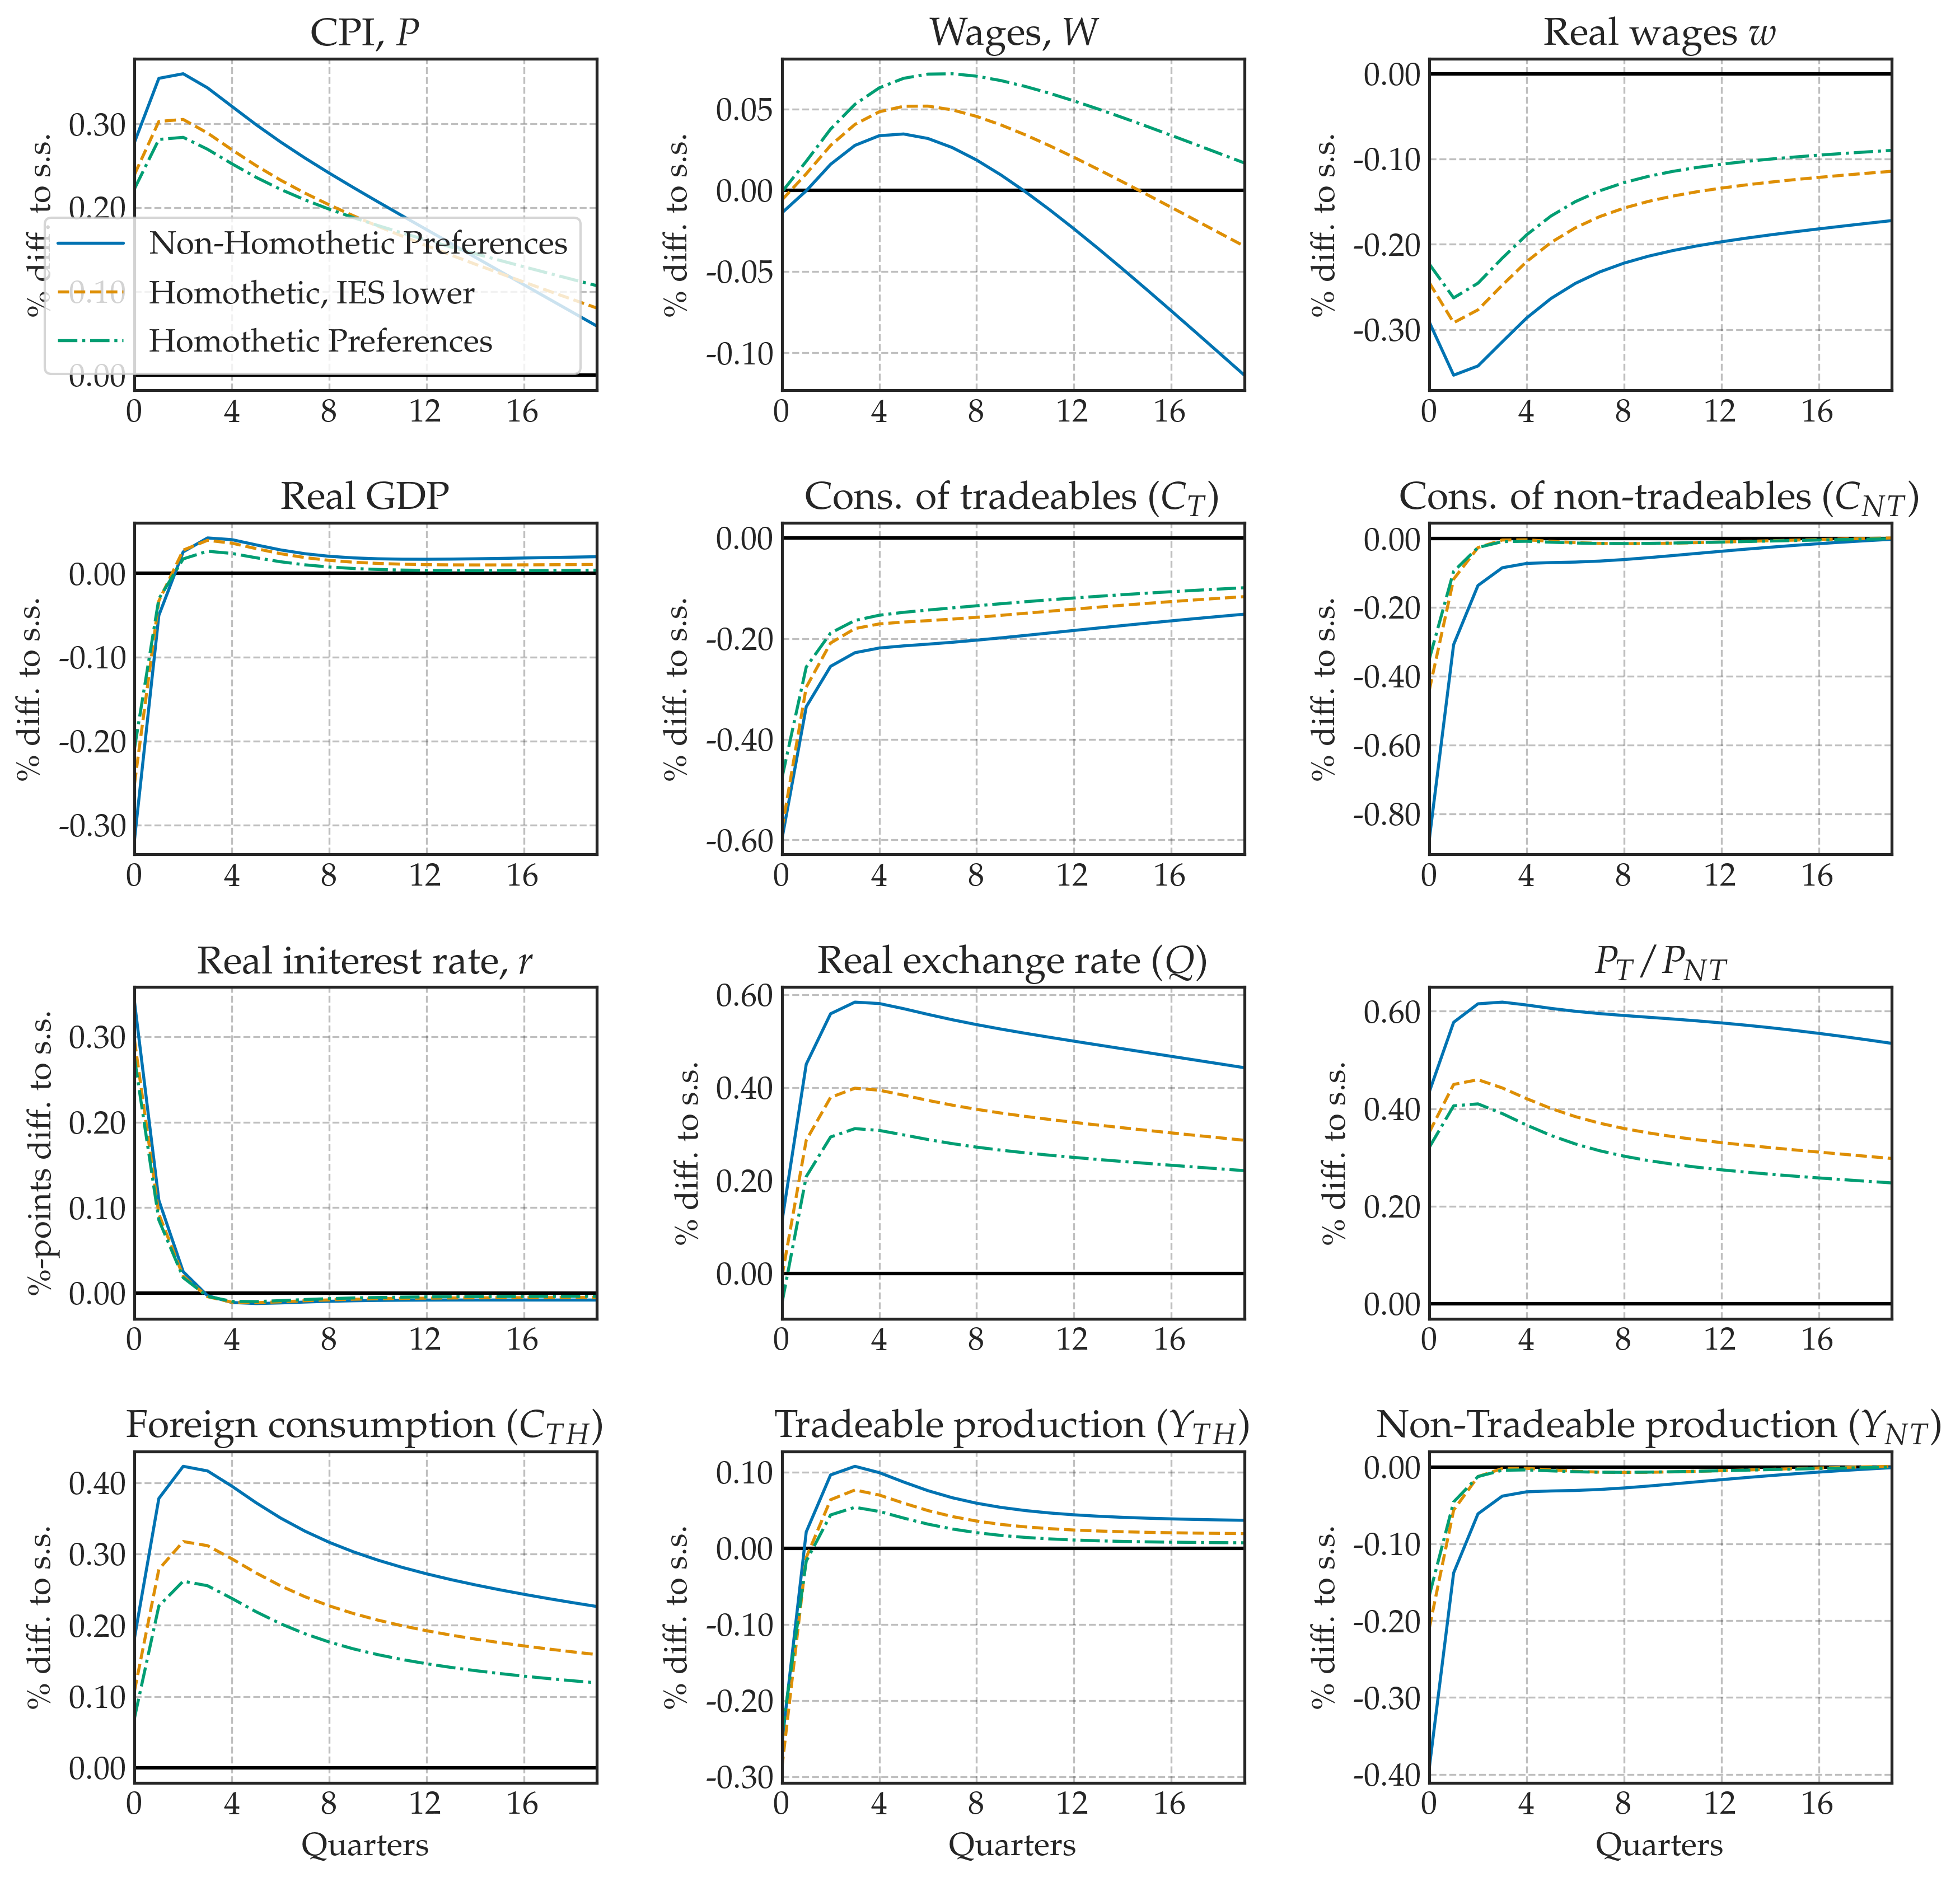 CPI, P
% diff. to s.s.
0.30
0.20
0.10
0.00
0 4 8 12 16
Non-Homothetic Preferences
Homothetic, IES lower
Homothetic Preferences
Wages, W
% diff. to s.s.
0.05
0.00
-0.05
-0.10
0 4 8 12 16
Real wages w
% diff. to s.s.
0.00
-0.10
-0.20
-0.30
0 4 8 12 16
Real GDP
% diff. to s.s.
0.00
-0.10
-0.20
-0.30
0 4 8 12 16
Cons. of tradeables (C_T)
% diff. to s.s.
0.00
-0.20
-0.40
-0.60
0 4 8 12 16
Cons. of non-tradeables (C_NT)
% diff. to s.s.
0.00
-0.20
-0.40
-0.60
-0.80
0 4 8 12 16
Real initerest rate, r
%-points diff. to s.s.
0.30
0.20
0.10
0.00
0 4 8 12 16
Real exchange rate (Q)
% diff. to s.s.
0.60
0.40
0.20
0.00
0 4 8 12 16
P_T / P_NT
% diff. to s.s.
0.60
0.40
0.20
0.00
0 4 8 12 16
Foreign consumption (C_TH)
% diff. to s.s.
0.40
0.30
0.20
0.10
0.00
0 4 8 12 16
Quarters
Tradeable production (Y_TH)
% diff. to s.s.
0.10
0.00
-0.10
-0.20
-0.30
0 4 8 12 16
Quarters
Non-Tradeable production (Y_NT)
% diff. to s.s.
0.00
-0.10
-0.20
-0.30
-0.40
0 4 8 12 16
Quarters